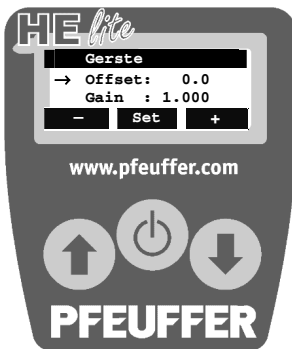 HE lite
Gerste
→ Offset: 0.0
Gain : 1.000
– Set +
www.pfeuffer.com
PFEUFFER